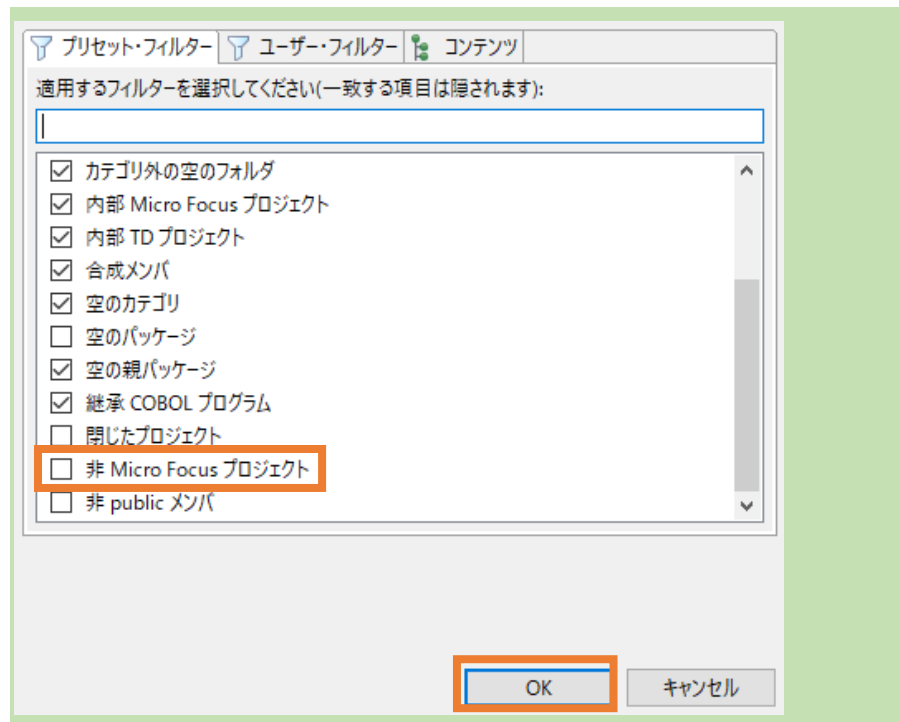 プリセット・フィルター ユーザー・フィルター コンテンツ
適用するフィルターを選択してください(一致する項目は隠されます):
カテゴリ外の空のフォルダ
内部 Micro Focus プロジェクト
内部 TD プロジェクト
合成メンバ
空のカテゴリ
空のパッケージ
空の親パッケージ
継承 COBOL プログラム
閉じたプロジェクト
非 Micro Focus プロジェクト
非 public メンバ
OK キャンセル